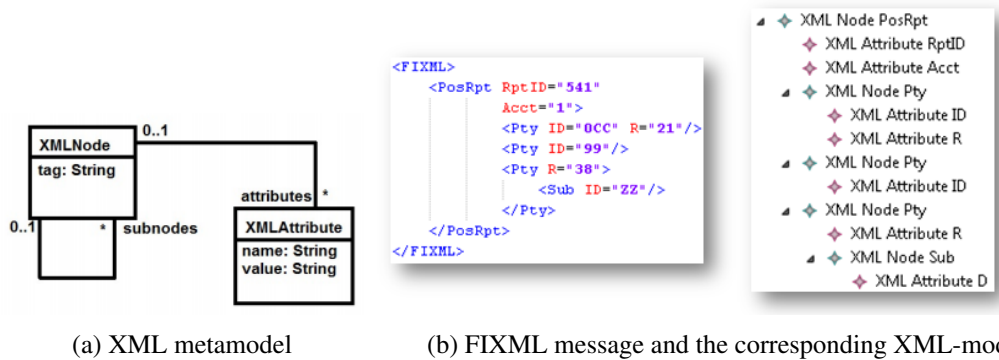 XMLNode
tag: String
0..1
attributes *
0..1
* subnodes
XMLAttribute
name: String
value: String
<FIXML>
<PosRpt RptID="541"
Acct="1">
<Pty ID="OCC" R="21"/>
<Pty ID="99"/>
<Pty R="38">
<Sub ID="ZZ"/>
</Pty>
</PosRpt>
</FIXML>
XML Node PosRpt
XML Attribute RptID
XML Attribute Acct
XML Node Pty
XML Attribute ID
XML Attribute R
XML Node Pty
XML Attribute ID
XML Node Pty
XML Attribute R
XML Node Sub
XML Attribute D
(a) XML metamodel
(b) FIXML message and the corresponding XML-mod